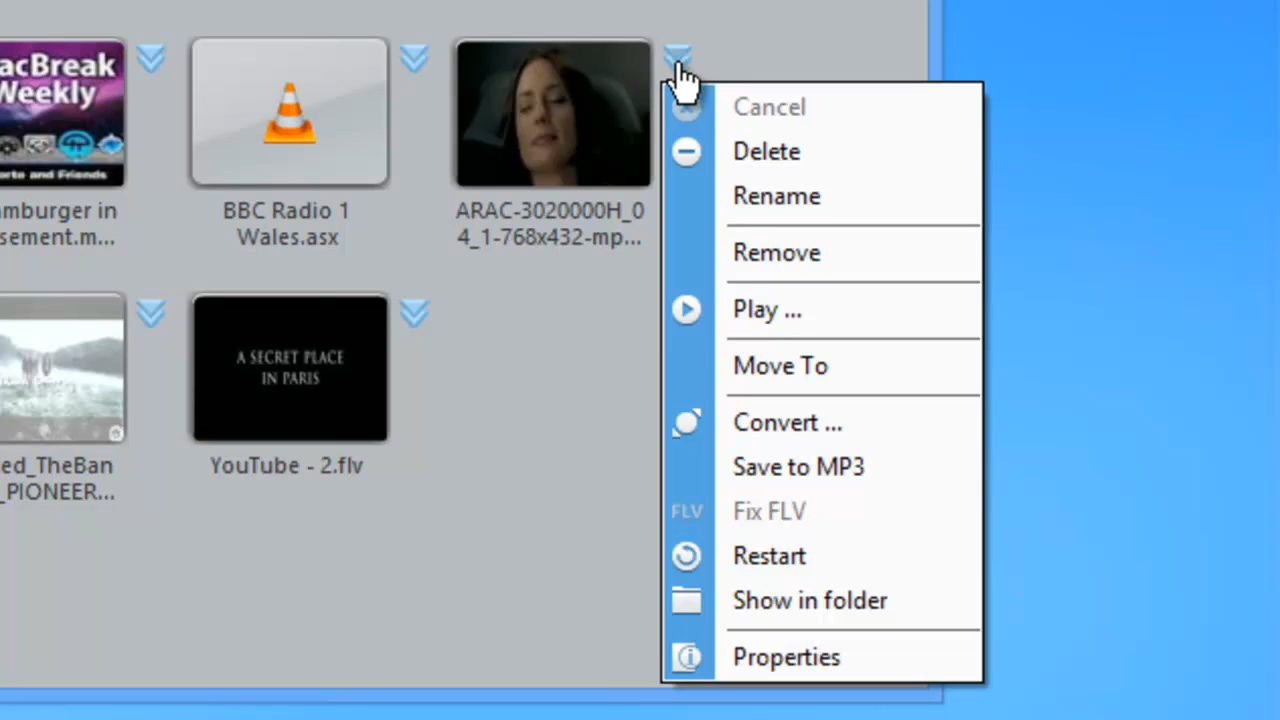 acBreak
Weekly
orte and Friends
amburger in
sement.m...
BBC Radio 1
Wales.asx
ARAC-3020000H_0
4_1-768x432-mp...
Cancel
Delete
Rename
Remove
Play ...
Move To
Convert ...
Save to MP3
FLV Fix FLV
Restart
Show in folder
Properties
A SECRET PLACE
IN PARIS
ed_TheBan
_PIONEER...
YouTube - 2.flv